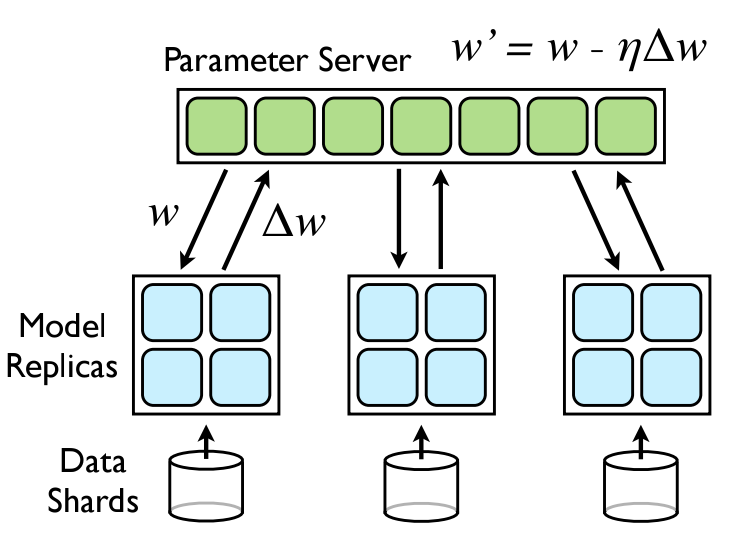 Parameter Server
w’ = w - ηΔw
w
Δw
Model
Replicas
Data
Shards